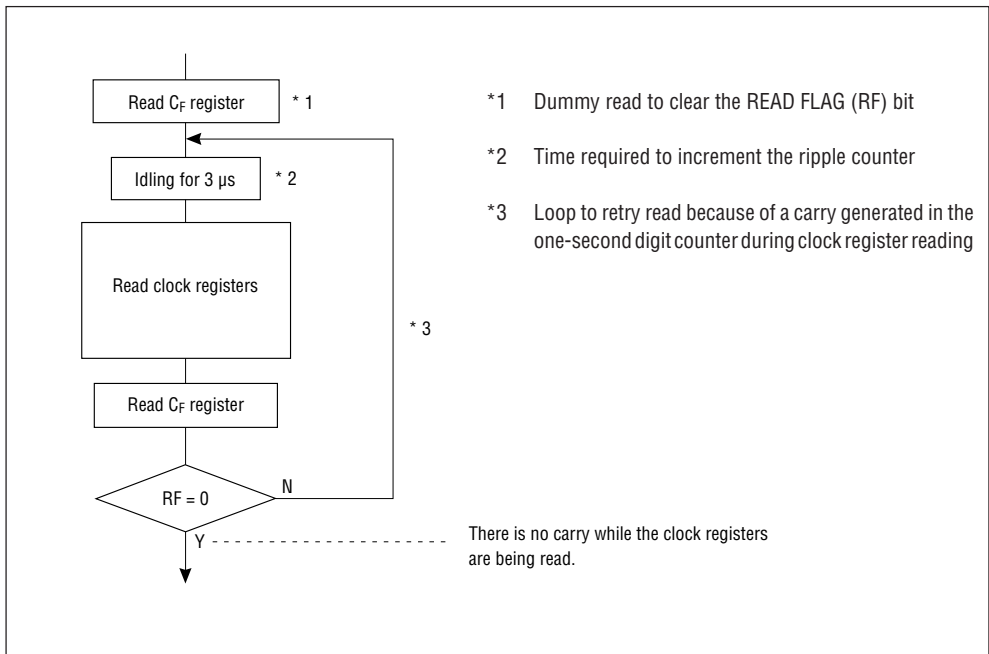 Read CF register * 1
Idling for 3 µs * 2
Read clock registers
* 3
Read CF register
RF = 0
N
Y
*1 Dummy read to clear the READ FLAG (RF) bit
*2 Time required to increment the ripple counter
*3 Loop to retry read because of a carry generated in the
one-second digit counter during clock register reading
There is no carry while the clock registers
are being read.